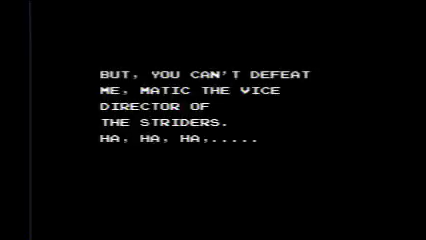 BUT, YOU CAN'T DEFEAT
ME, MATIC THE VICE
DIRECTOR OF
THE STRIDERS.
HA, HA, HA,.....